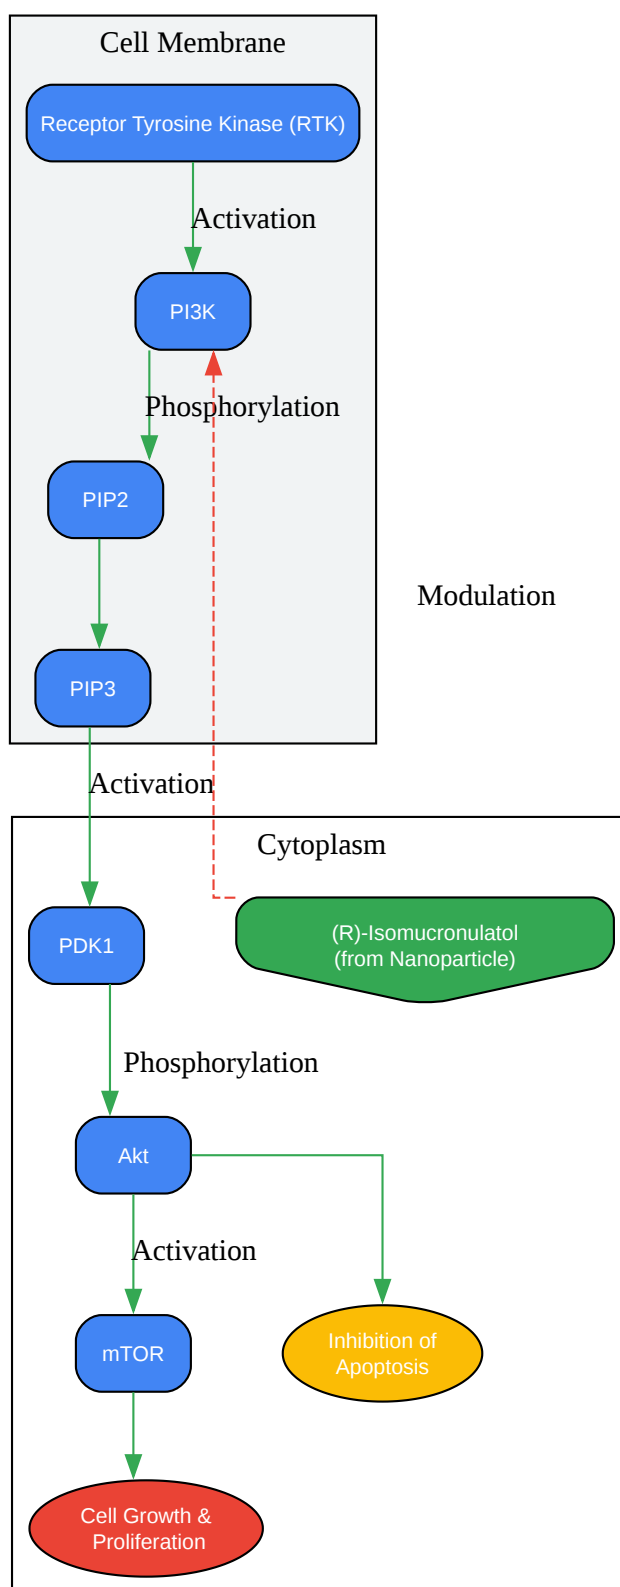 Cell Membrane
Receptor Tyrosine Kinase (RTK)
Activation
PI3K
Phosphorylation
PIP2
Modulation
PIP3
Activation
Cytoplasm
PDK1
(R)-Isomucronulatol
(from Nanoparticle)
Phosphorylation
Akt
Activation
mTOR
Inhibition of
Apoptosis
Cell Growth &
Proliferation